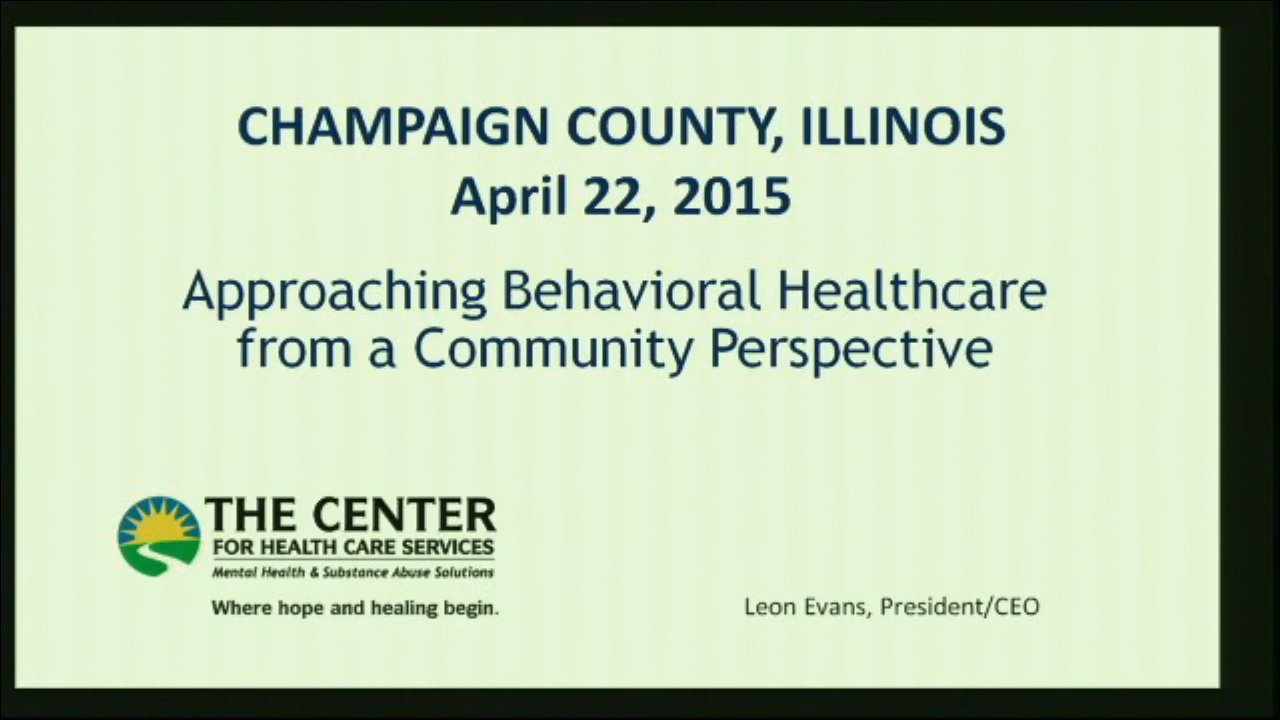 CHAMPAIGN COUNTY, ILLINOIS
April 22, 2015
Approaching Behavioral Healthcare
from a Community Perspective
THE CENTER
FOR HEALTH CARE SERVICES
Mental Health & Substance Abuse Solutions
Where hope and healing begin.
Leon Evans, President/CEO